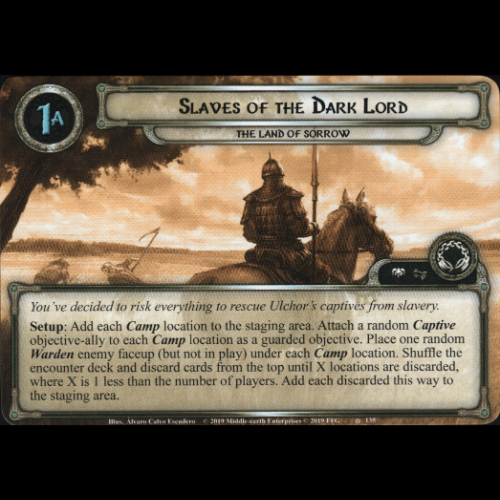 1A
SLAVES OF THE DARK LORD
THE LAND OF SORROW
You've decided to risk everything to rescue Ulchor's captives from slavery.
Setup: Add each Camp location to the staging area. Attach a random Captive
objective-ally to each Camp location as a guarded objective. Place one random
Warden enemy faceup (but not in play) under each Camp location. Shuffle the
encounter deck and discard cards from the top until X locations are discarded,
where X is 1 less than the number of players. Add each discarded this way to
the staging area.
Illus. Álvaro Calvo Escudero © 2019 Middle-earth Enterprises © 2019 FFG 135